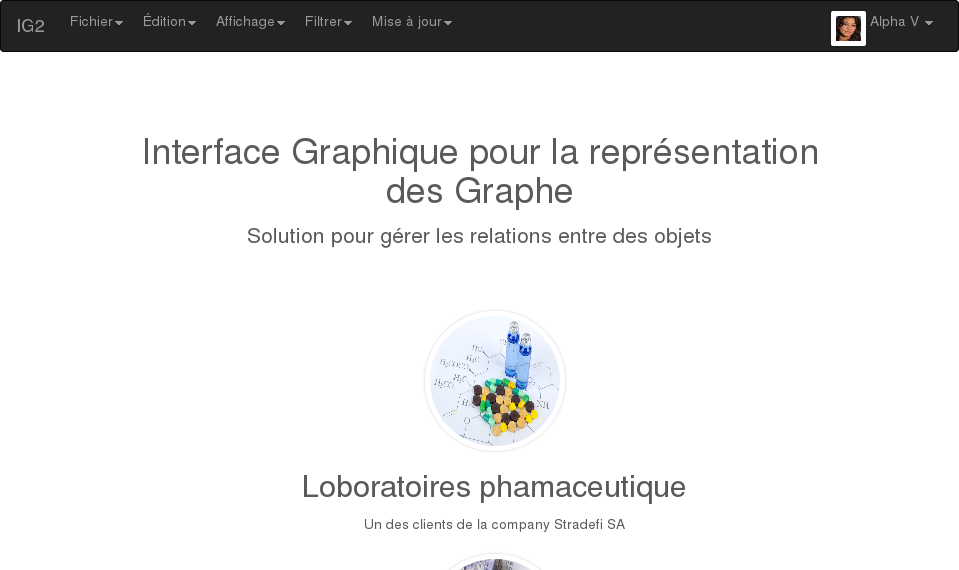 IG2 Fichier Édition Affichage Filtrer Mise à jour Alpha V
Interface Graphique pour la représentation
des Graphe
Solution pour gérer les relations entre des objets
Loboratoires phamaceutique
Un des clients de la company Stradefi SA